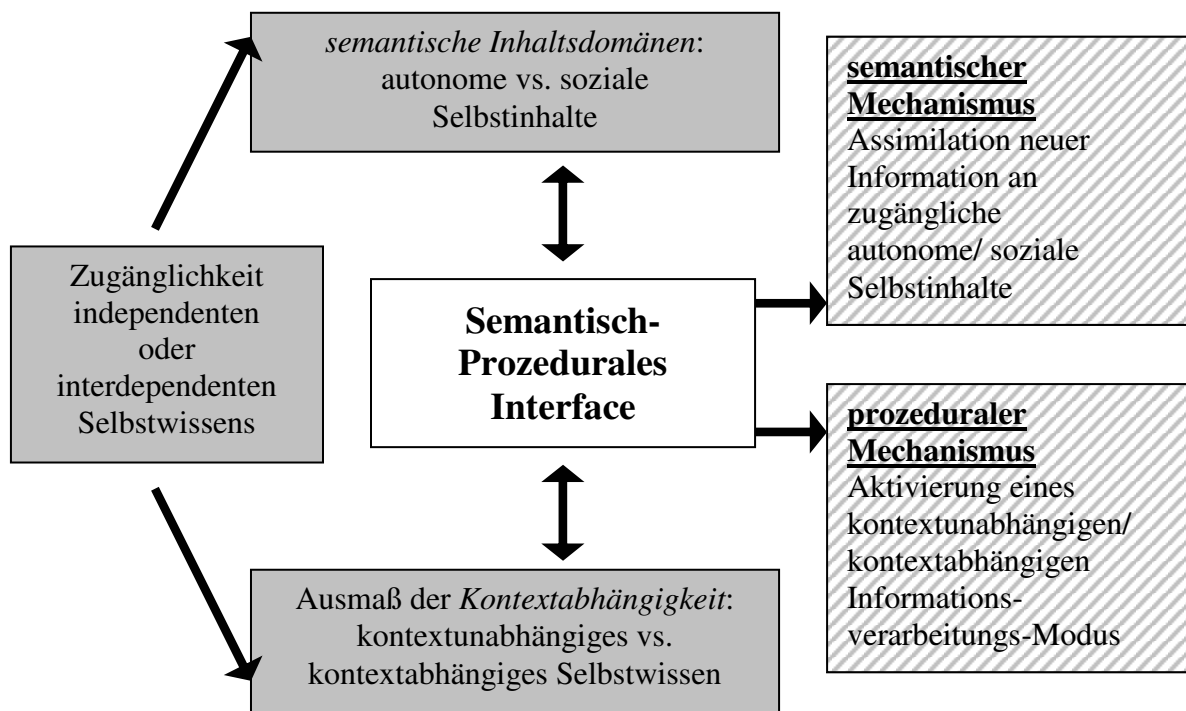 semantische Inhaltsdomänen:
autonome vs. soziale
Selbstinhalte
semantischer
Mechanismus
Assimilation neuer
Information an
zugängliche
autonome/ soziale
Selbstinhalte
Zugänglichkeit
independenten
oder
interdependenten
Selbstwissens
Semantisch-
Prozedurales
Interface
prozeduraler
Mechanismus
Aktivierung eines
kontextunabhängigen/
kontextabhängigen
Informations-
verarbeitungs-Modus
Ausmaß der Kontextabhängigkeit:
kontextunabhängiges vs.
kontextabhängiges Selbstwissen